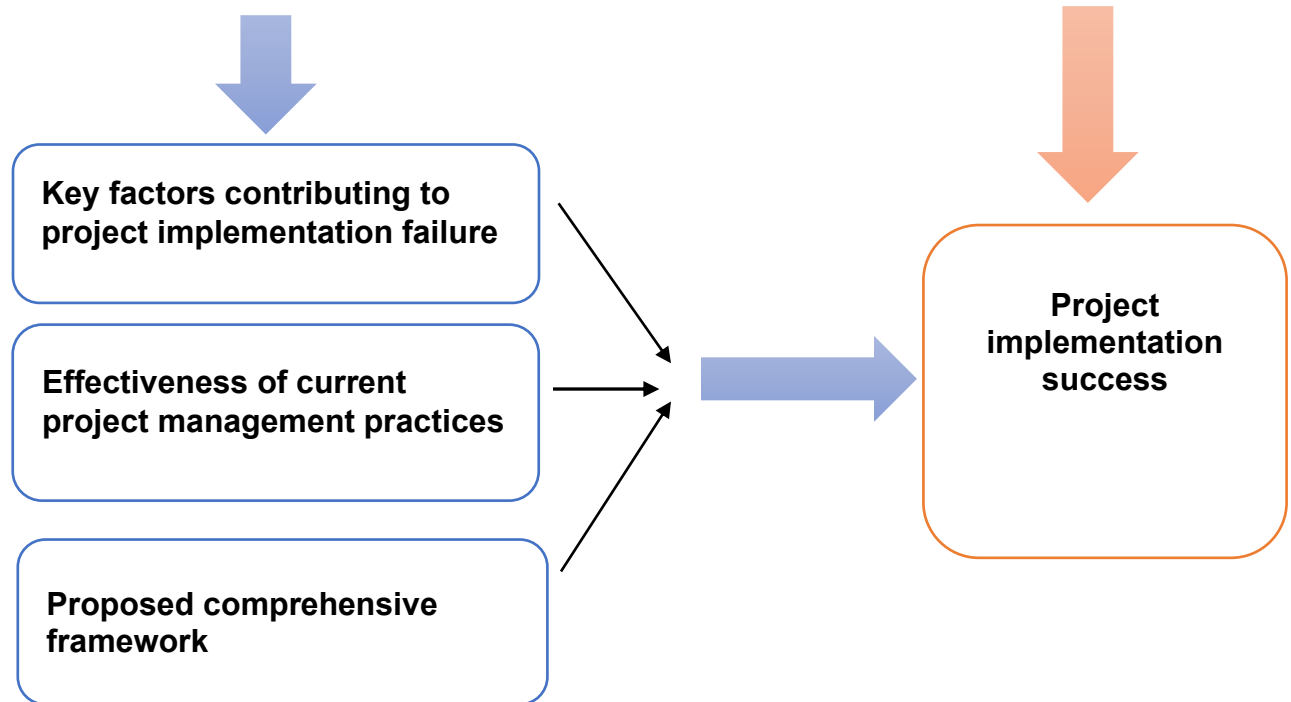 Key factors contributing to
project implementation failure
Effectiveness of current
project management practices
Proposed comprehensive
framework
Project
implementation
success